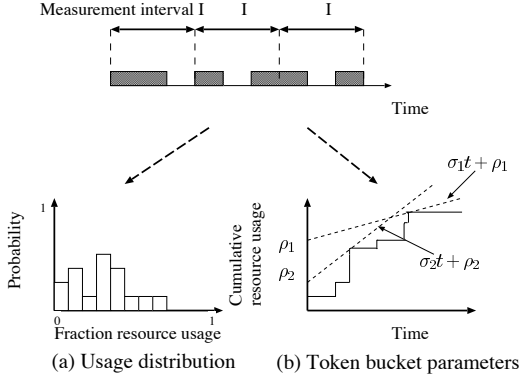 Measurement interval I I I
Time
σ₁t + ρ₁
1
Probability
0
1
Fraction resource usage
Cumulative
resource usage
ρ₁
ρ₂
σ₂t + ρ₂
Time
(a) Usage distribution
(b) Token bucket parameters